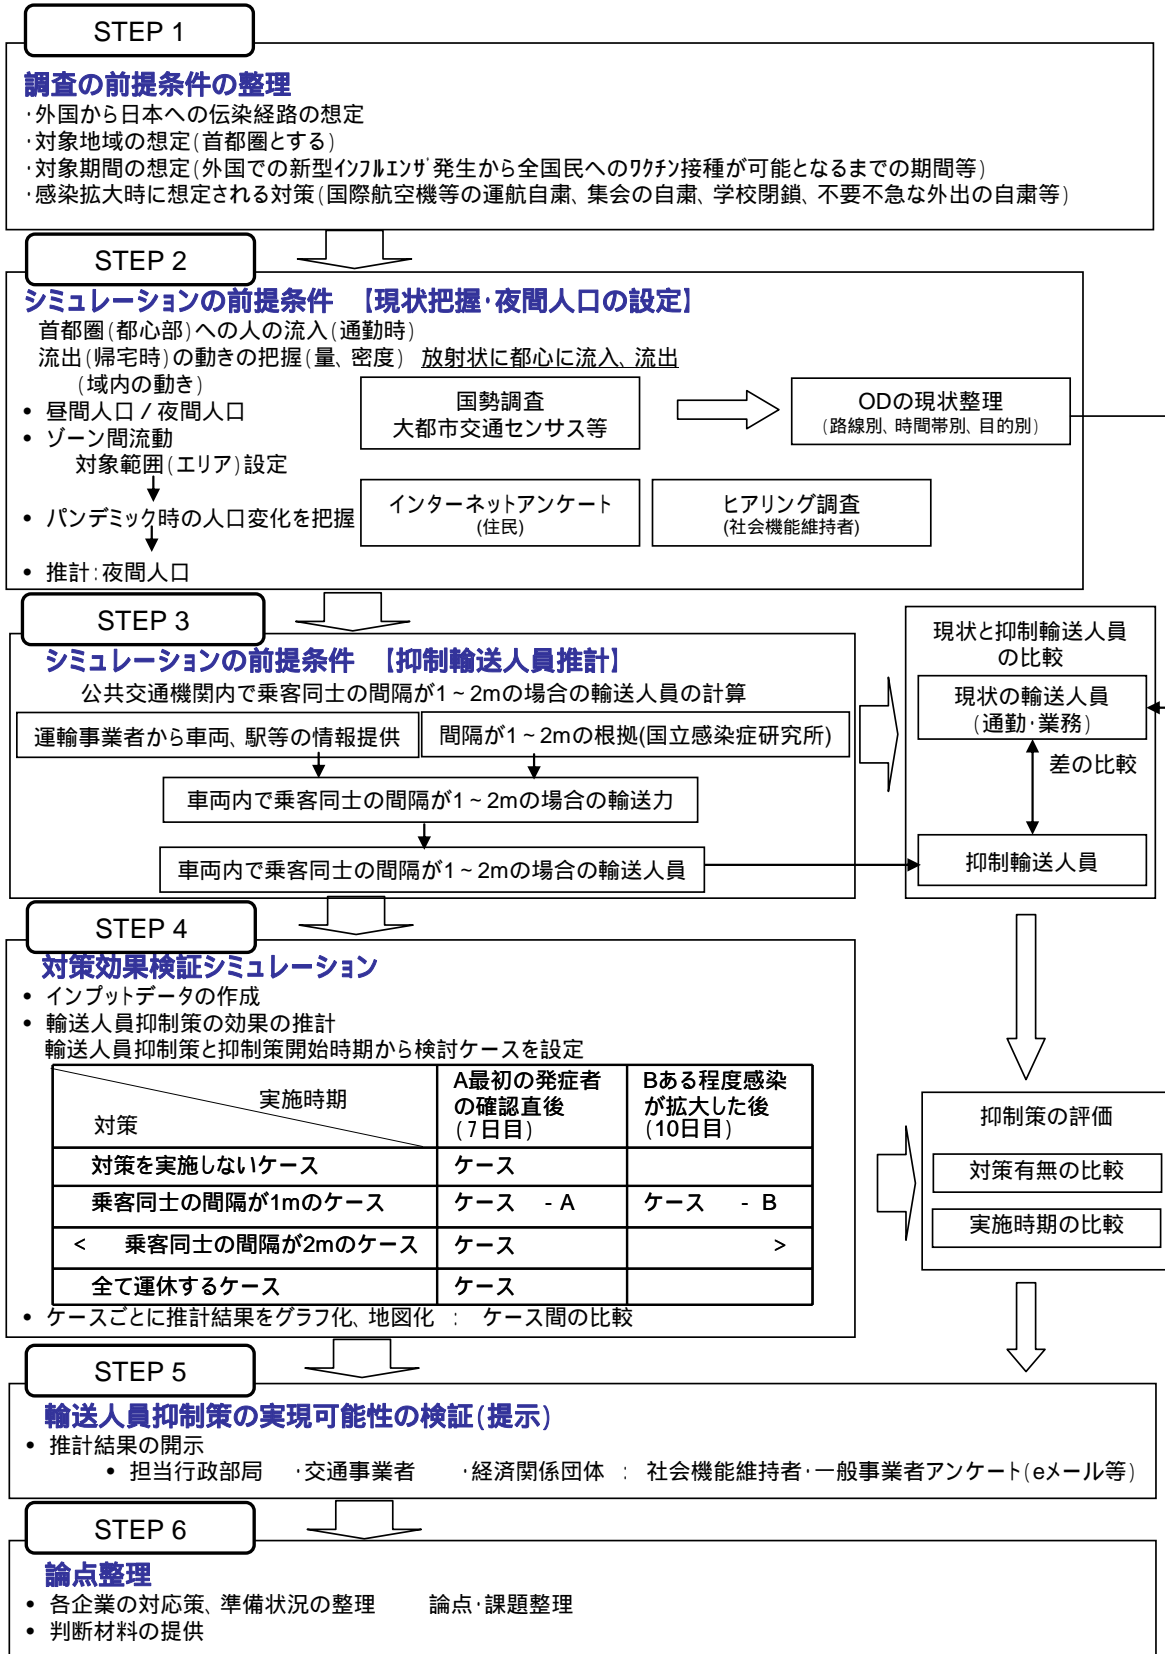 STEP 1
調査の前提条件の整理
･外国から日本への伝染経路の想定
･対象地域の想定(首都圏とする)
･対象期間の想定(外国での新型ｲﾝﾌﾙｴﾝｻﾞ発生から全国民へのﾜｸﾁﾝ接種が可能となるまでの期間等)
･感染拡大時に想定される対策(国際航空機等の運航自粛、集会の自粛、学校閉鎖、不要不急な外出の自粛等)
STEP 2
シミュレーションの前提条件 【現状把握･夜間人口の設定】
首都圏(都心部)への人の流入(通勤時)
流出(帰宅時)の動きの把握(量、密度) 放射状に都心に流入、流出
(域内の動き)
• 昼間人口 / 夜間人口
• ゾーン間流動
対象範囲(エリア)設定
• パンデミック時の人口変化を把握
• 推計:夜間人口
国勢調査
大都市交通センサス等
ODの現状整理
(路線別、時間帯別、目的別)
インターネットアンケート
(住民)
ヒアリング調査
(社会機能維持者)
STEP 3
シミュレーションの前提条件 【抑制輸送人員推計】
公共交通機関内で乗客同士の間隔が1~2mの場合の輸送人員の計算
運輸事業者から車両、駅等の情報提供
間隔が1~2mの根拠(国立感染症研究所)
車両内で乗客同士の間隔が1~2mの場合の輸送力
車両内で乗客同士の間隔が1~2mの場合の輸送人員
現状と抑制輸送人員
の比較
現状の輸送人員
(通勤･業務)
差の比較
抑制輸送人員
STEP 4
対策効果検証シミュレーション
• インプットデータの作成
• 輸送人員抑制策の効果の推計
輸送人員抑制策と抑制策開始時期から検討ケースを設定
実施時期
対策
A最初の発症者
の確認直後
(7日目)
Bある程度感染
が拡大した後
(10日目)
対策を実施しないケース ケース
乗客同士の間隔が1mのケース ケース - A ケース - B
< 乗客同士の間隔が2mのケース ケース >
全て運休するケース ケース
• ケースごとに推計結果をグラフ化、地図化 : ケース間の比較
抑制策の評価
対策有無の比較
実施時期の比較
STEP 5
輸送人員抑制策の実現可能性の検証(提示)
• 推計結果の開示
• 担当行政部局 ･交通事業者 ･経済関係団体 : 社会機能維持者･一般事業者アンケート(eメール等)
STEP 6
論点整理
• 各企業の対応策、準備状況の整理 論点･課題整理
• 判断材料の提供